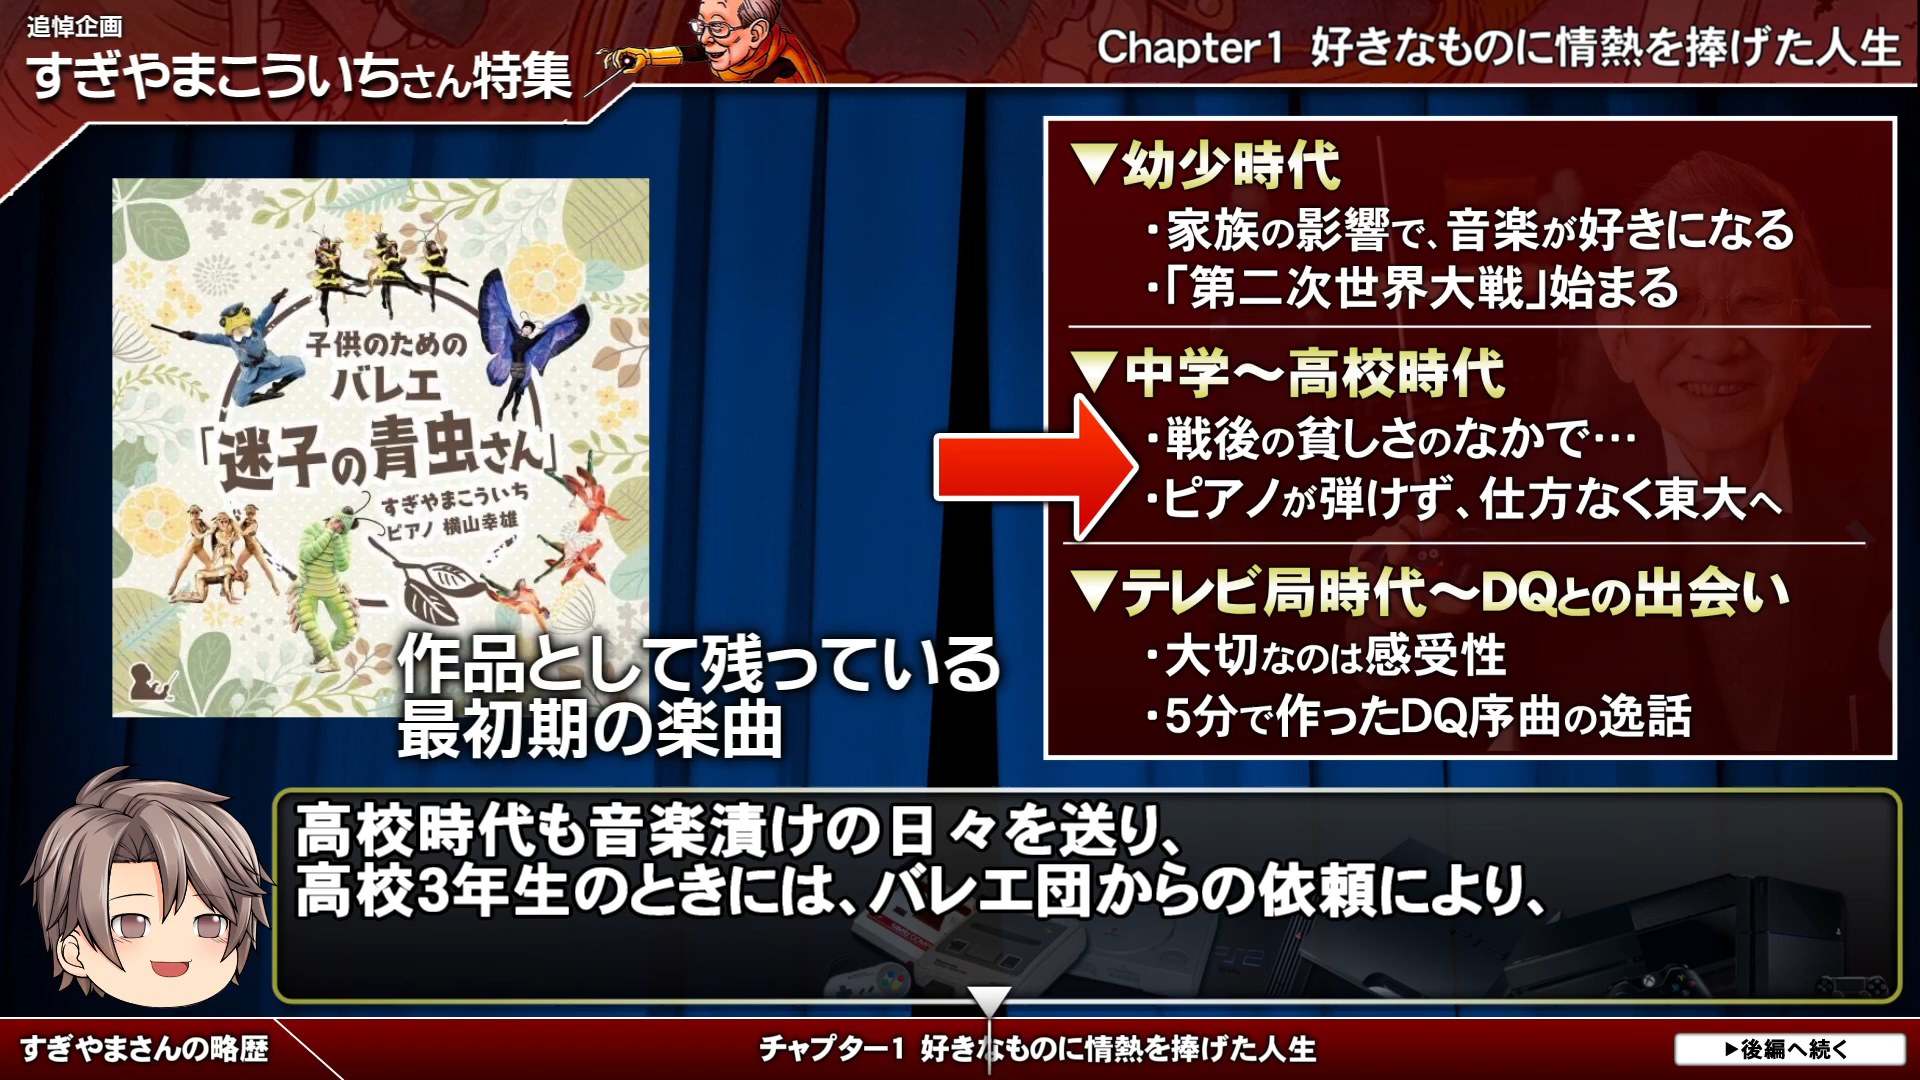 追悼企画
すぎやまこういちさん特集
Chapter1 好きなものに情熱を捧げた人生
子供のための
バレエ
「迷子の青虫さん」
すぎやまこういち
ピアノ 横山幸雄
作品として残っている
最初期の楽曲
▼幼少時代
・家族の影響で、音楽が好きになる
・「第二次世界大戦」始まる
▼中学～高校時代
・戦後の貧しさのなかで…
・ピアノが弾けず、仕方なく東大へ
▼テレビ局時代～DQとの出会い
・大切なのは感受性
・5分で作ったDQ序曲の逸話
高校時代も音楽漬けの日々を送り、
高校3年生のときには、バレエ団からの依頼により、
すぎやまさんの略歴
チャプター1 好きなものに情熱を捧げた人生
▶後編へ続く